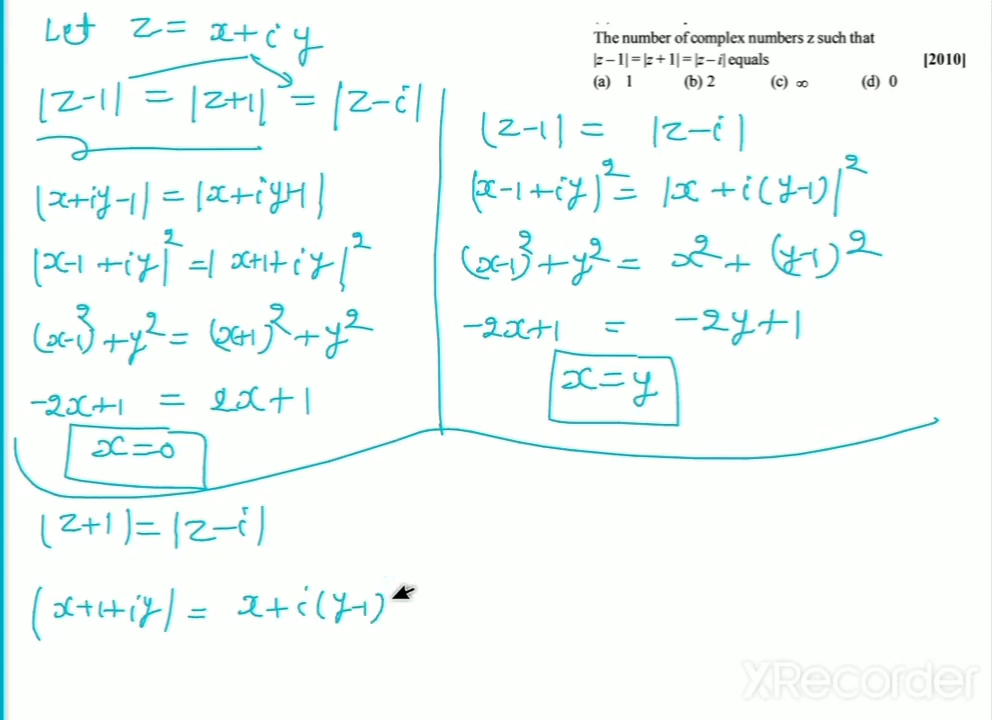 Let z = x+iy
The number of complex numbers z such that
|z – 1| = |z + 1| = |z – i| equals [2010]
(a) 1 (b) 2 (c) ∞ (d) 0
|z-1| = |z+1| = |z-i|
|x+iy-1| = |x+iy+1|
|x-1+iy|² = |x+1+iy|²
(x-1)²+y² = (x+1)²+y²
-2x+1 = 2x+1
x=0
|z-1| = |z-i|
|x-1+iy|² = |x+i(y-1)|²
(x-1)²+y² = x²+(y-1)²
-2x+1 = -2y+1
x=y
|z+1|=|z-i|
|x+1+iy| = x+i(y-1)
XRecorder